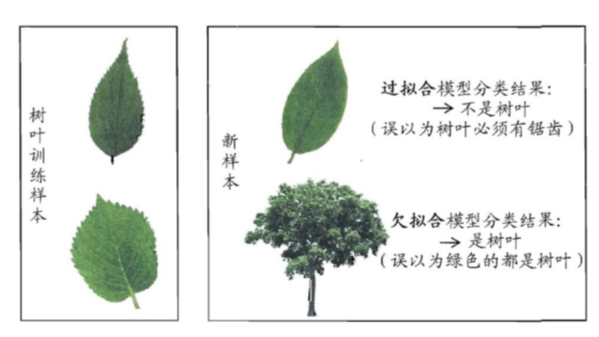 树叶训练样本
新样本
过拟合模型分类结果：
→ 不是树叶
（误以为树叶必须有锯齿）
欠拟合模型分类结果：
→ 是树叶
（误以为绿色的都是树叶）